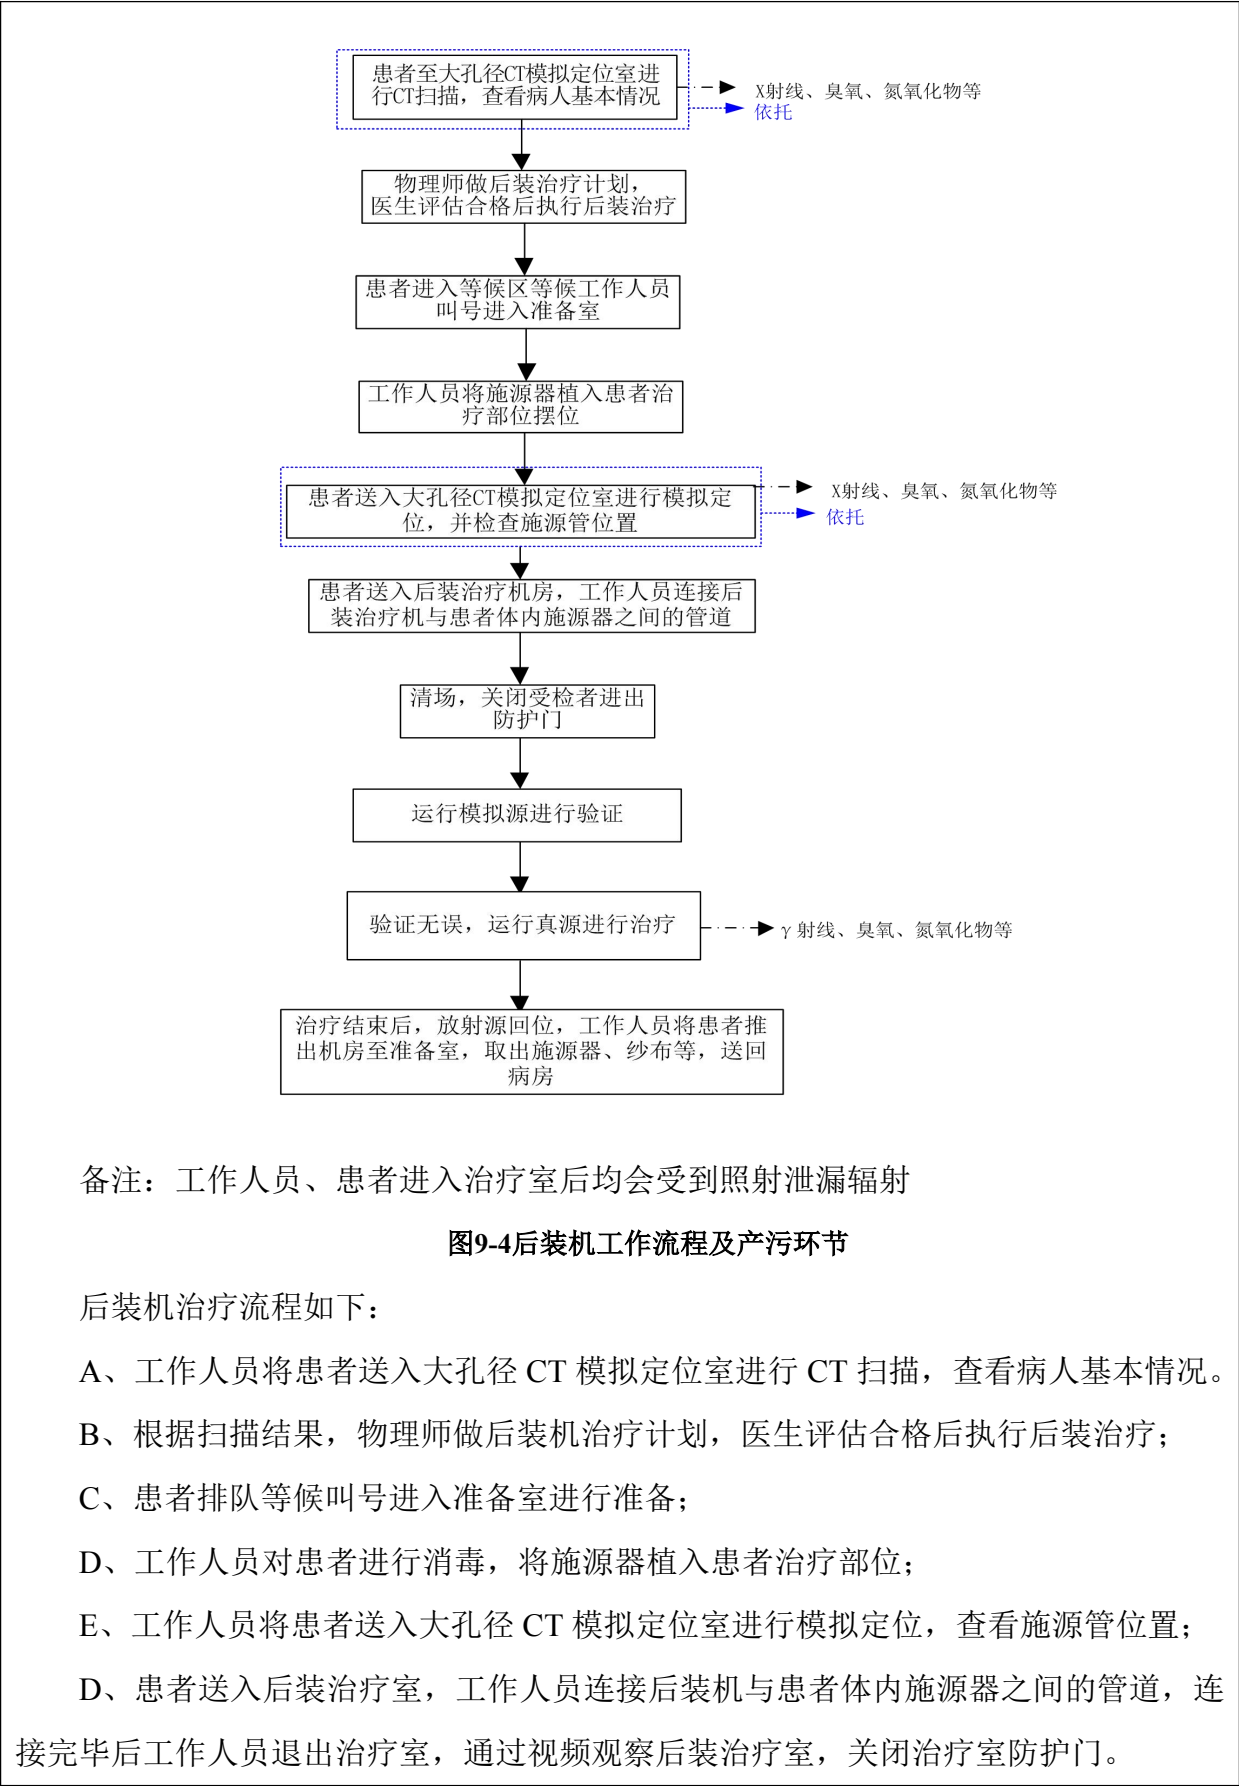 患者至大孔径CT模拟定位室进
行CT扫描，查看病人基本情况
X射线、臭氧、氮氧化物等
依托
物理师做后装治疗计划，
医生评估合格后执行后装治疗
患者进入等候区等候工作人员
叫号进入准备室
工作人员将施源器植入患者治
疗部位摆位
患者送入大孔径CT模拟定位室进行模拟定
位，并检查施源管位置
X射线、臭氧、氮氧化物等
依托
患者送入后装治疗机房，工作人员连接后
装治疗机与患者体内施源器之间的管道
清场，关闭受检者进出
防护门
运行模拟源进行验证
验证无误，运行真源进行治疗
γ射线、臭氧、氮氧化物等
治疗结束后，放射源回位，工作人员将患者推
出机房至准备室，取出施源器、纱布等，送回
病房
备注：工作人员、患者进入治疗室后均会受到照射泄漏辐射
图9-4后装机工作流程及产污环节
后装机治疗流程如下：
A、工作人员将患者送入大孔径 CT 模拟定位室进行 CT 扫描，查看病人基本情况。
B、根据扫描结果，物理师做后装机治疗计划，医生评估合格后执行后装治疗；
C、患者排队等候叫号进入准备室进行准备；
D、工作人员对患者进行消毒，将施源器植入患者治疗部位；
E、工作人员将患者送入大孔径 CT 模拟定位室进行模拟定位，查看施源管位置；
D、患者送入后装治疗室，工作人员连接后装机与患者体内施源器之间的管道，连
接完毕后工作人员退出治疗室，通过视频观察后装治疗室，关闭治疗室防护门。